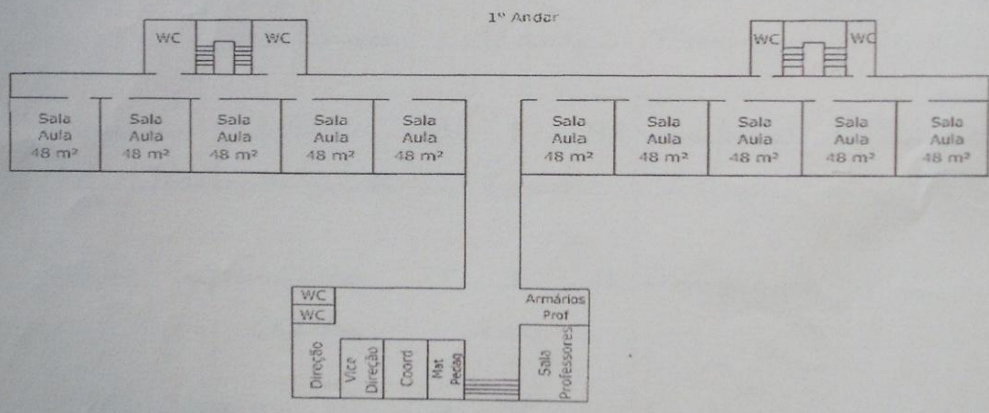 1º Andar
WC
WC
WC
WC
Sala
Aula
48 m²
Sala
Aula
48 m²
Sala
Aula
48 m²
Sala
Aula
48 m²
Sala
Aula
48 m²
Sala
Aula
48 m²
Sala
Aula
48 m²
Sala
Aula
48 m²
Sala
Aula
48 m²
Sala
Aula
48 m²
WC
WC
Armários
Prof
Direção
Vice
Direção
Coord
Mat
Pedag
Sala
Professores